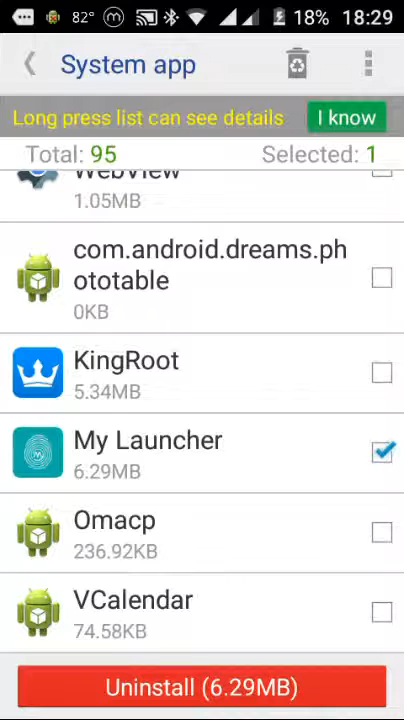 82°
18% 18:29
System app
Long press list can see details
I know
Total: 95
Selected: 1
WebView
1.05MB
com.android.dreams.ph
ototable
0KB
KingRoot
5.34MB
My Launcher
6.29MB
Omacp
236.92KB
VCalendar
74.58KB
Uninstall (6.29MB)